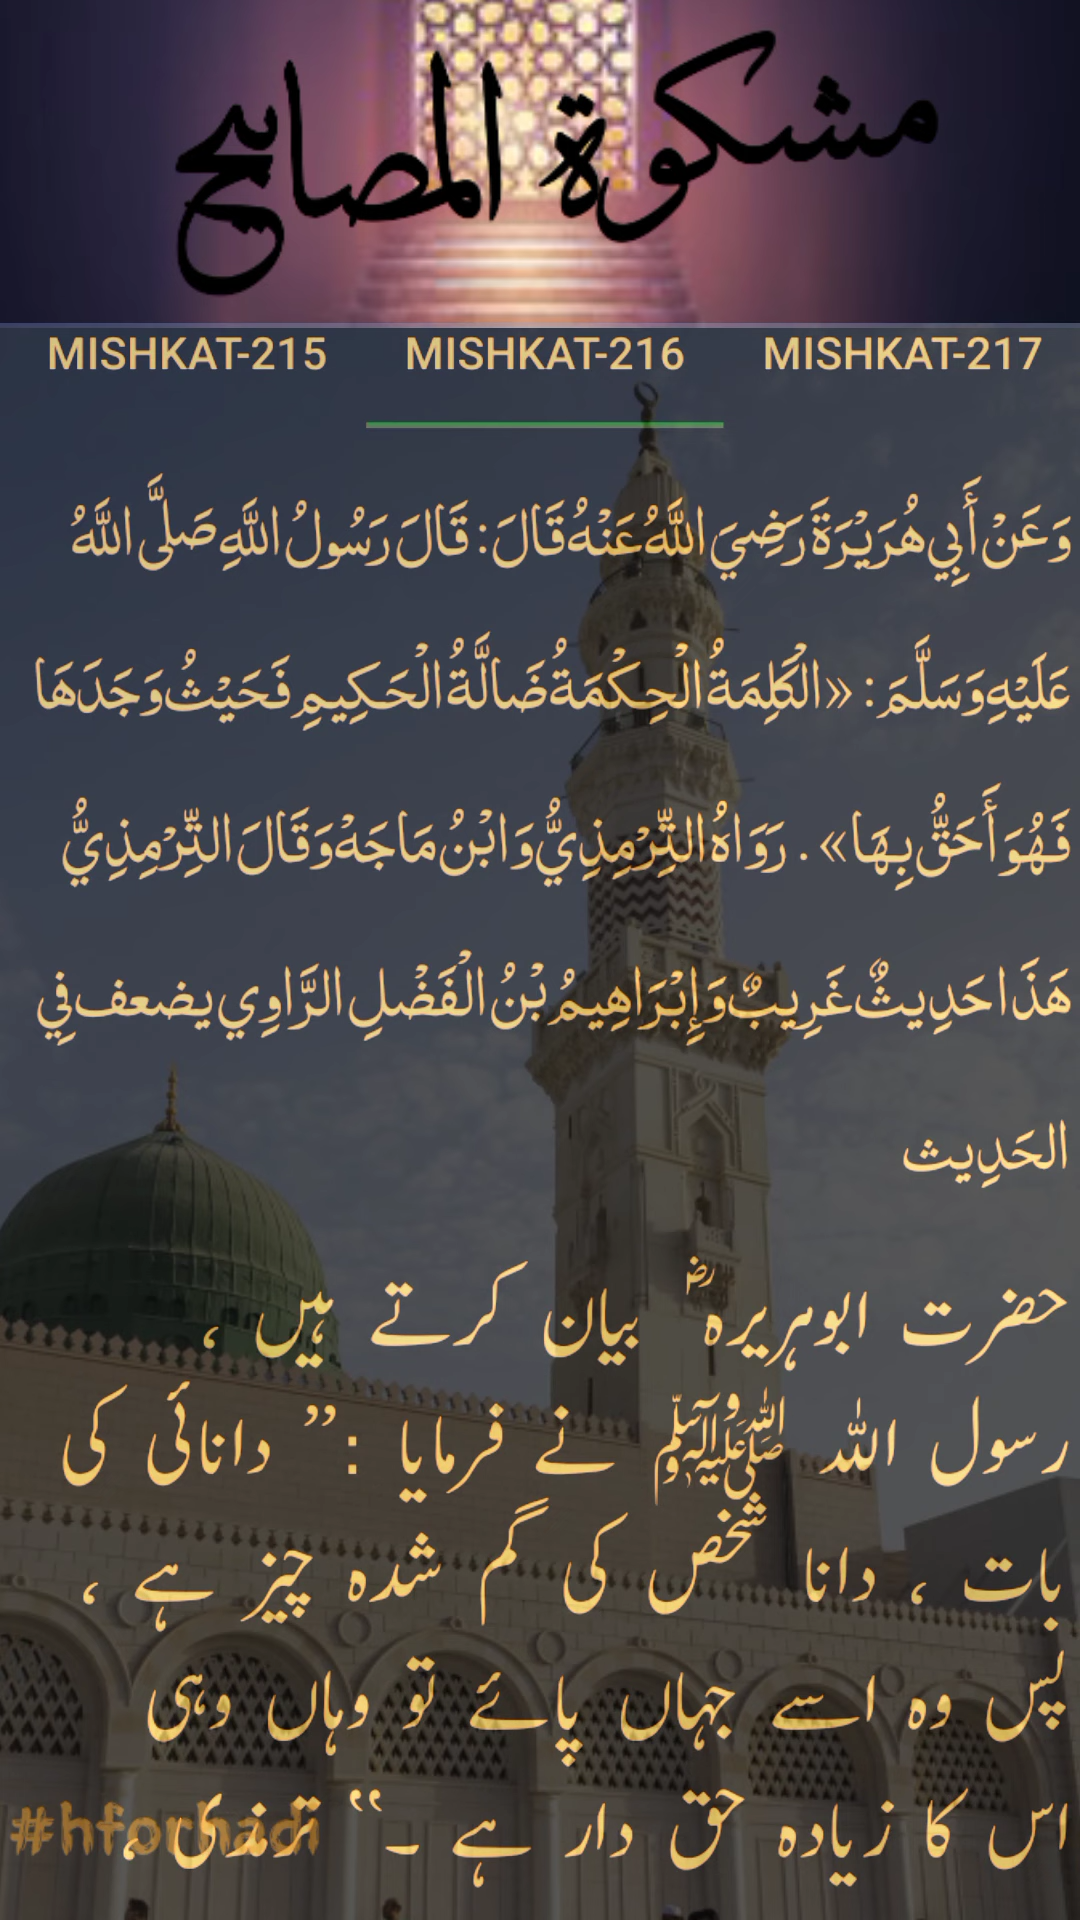 مشكوة المصابيح
MISHKAT-215 MISHKAT-216 MISHKAT-217
وَعَنْ أَبِي هُرَيْرَةَ رَضِيَ اللَّهُ عَنْهُ قَالَ: قَالَ رَسُولُ اللَّهِ صَلَّى اللَّهُ
عَلَيْهِ وَسَلَّمَ: «الْكَلِمَةُ الْحِكْمَةُ ضَالَّةُ الْحَكِيمِ فَحَيْثُ وَجَدَهَا
فَهُوَ أَحَقُّ بِهَا» . رَوَاهُ التِّرْمِذِيُّ وَابْنُ مَاجَهْ وَقَالَ التِّرْمِذِيُّ
هَذَا حَدِيثٌ غَرِيبٌ وَإِبْرَاهِيمُ بْنُ الْفَضْلِ الرَّاوِي يضعف فِي
الحَدِيث
حضرت ابوہریرہ ؓ بیان کرتے ہیں ،
رسول اللہ ﷺ نے فرمایا :’’ دانائی کی
بات ، دانا شخص کی گم شدہ چیز ہے ،
پس وہ اسے جہاں پائے تو وہاں وہی
اس کا زیادہ حق دار ہے ۔‘‘ ترمذی ،
#hforhadi